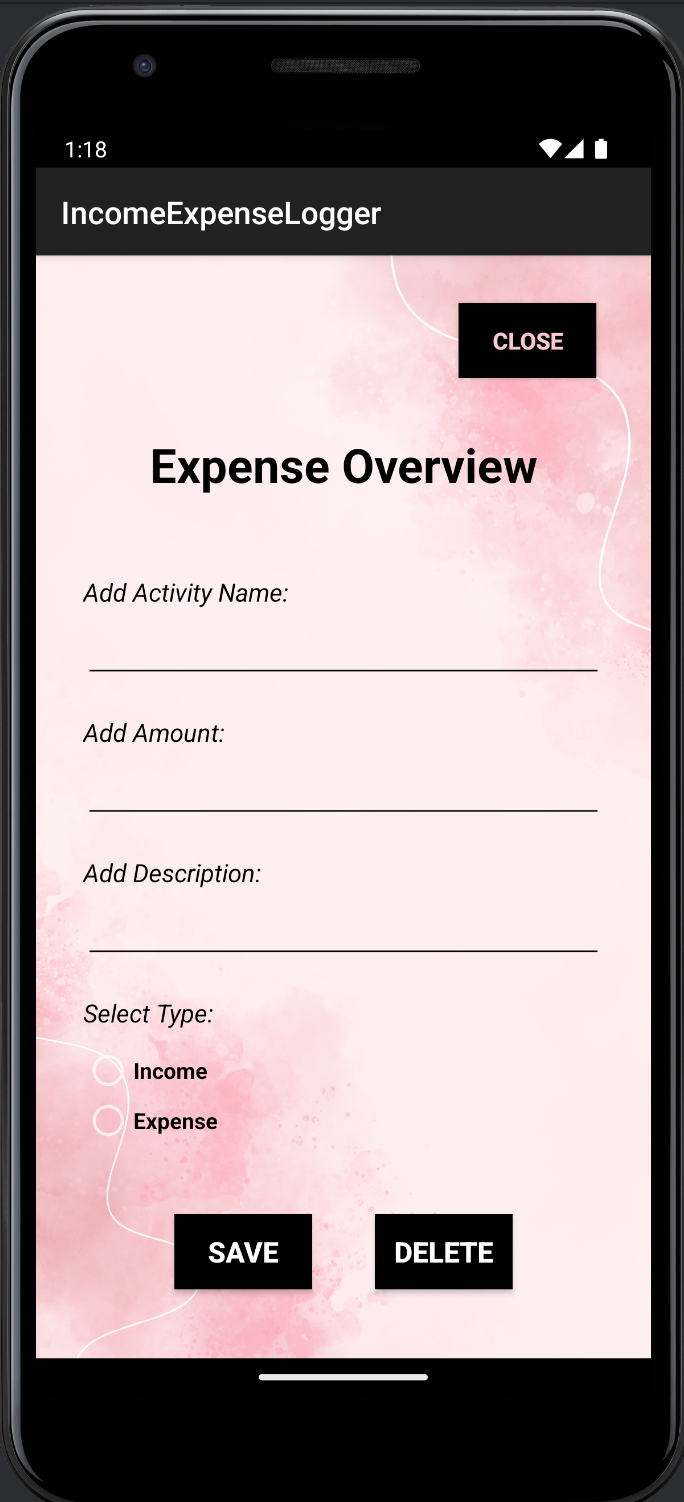 1:18
IncomeExpenseLogger
CLOSE
Expense Overview
Add Activity Name:
Add Amount:
Add Description:
Select Type:
Income
Expense
SAVE DELETE